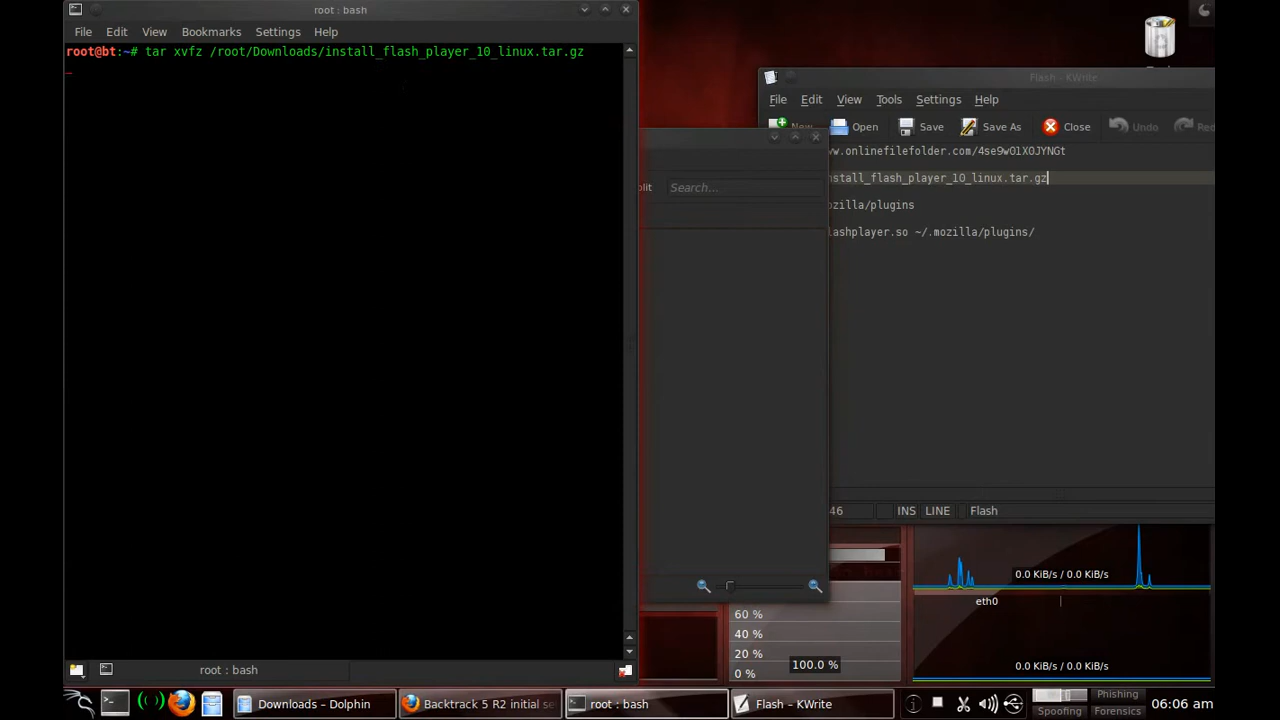 root : bash
File Edit View Bookmarks Settings Help
root@bt:~# tar xvfz /root/Downloads/install_flash_player_10_linux.tar.gz
root : bash
Search...
Flash - KWrite
File Edit View Tools Settings Help
New Open Save Save As Close Undo
w.onlinefilefolder.com/4se9wO1XOJYNGt
nstall_flash_player_10_linux.tar.gz
ozilla/plugins
lashplayer.so ~/.mozilla/plugins/
46 INS LINE Flash
60 %
40 %
20 %
0 %
100.0 %
0.0 KiB/s / 0.0 KiB/s
eth0
0.0 KiB/s / 0.0 KiB/s
Downloads – Dolphin
Backtrack 5 R2 initial se
root : bash
Flash – KWrite
Phishing
Spoofing Forensics
06:06 am